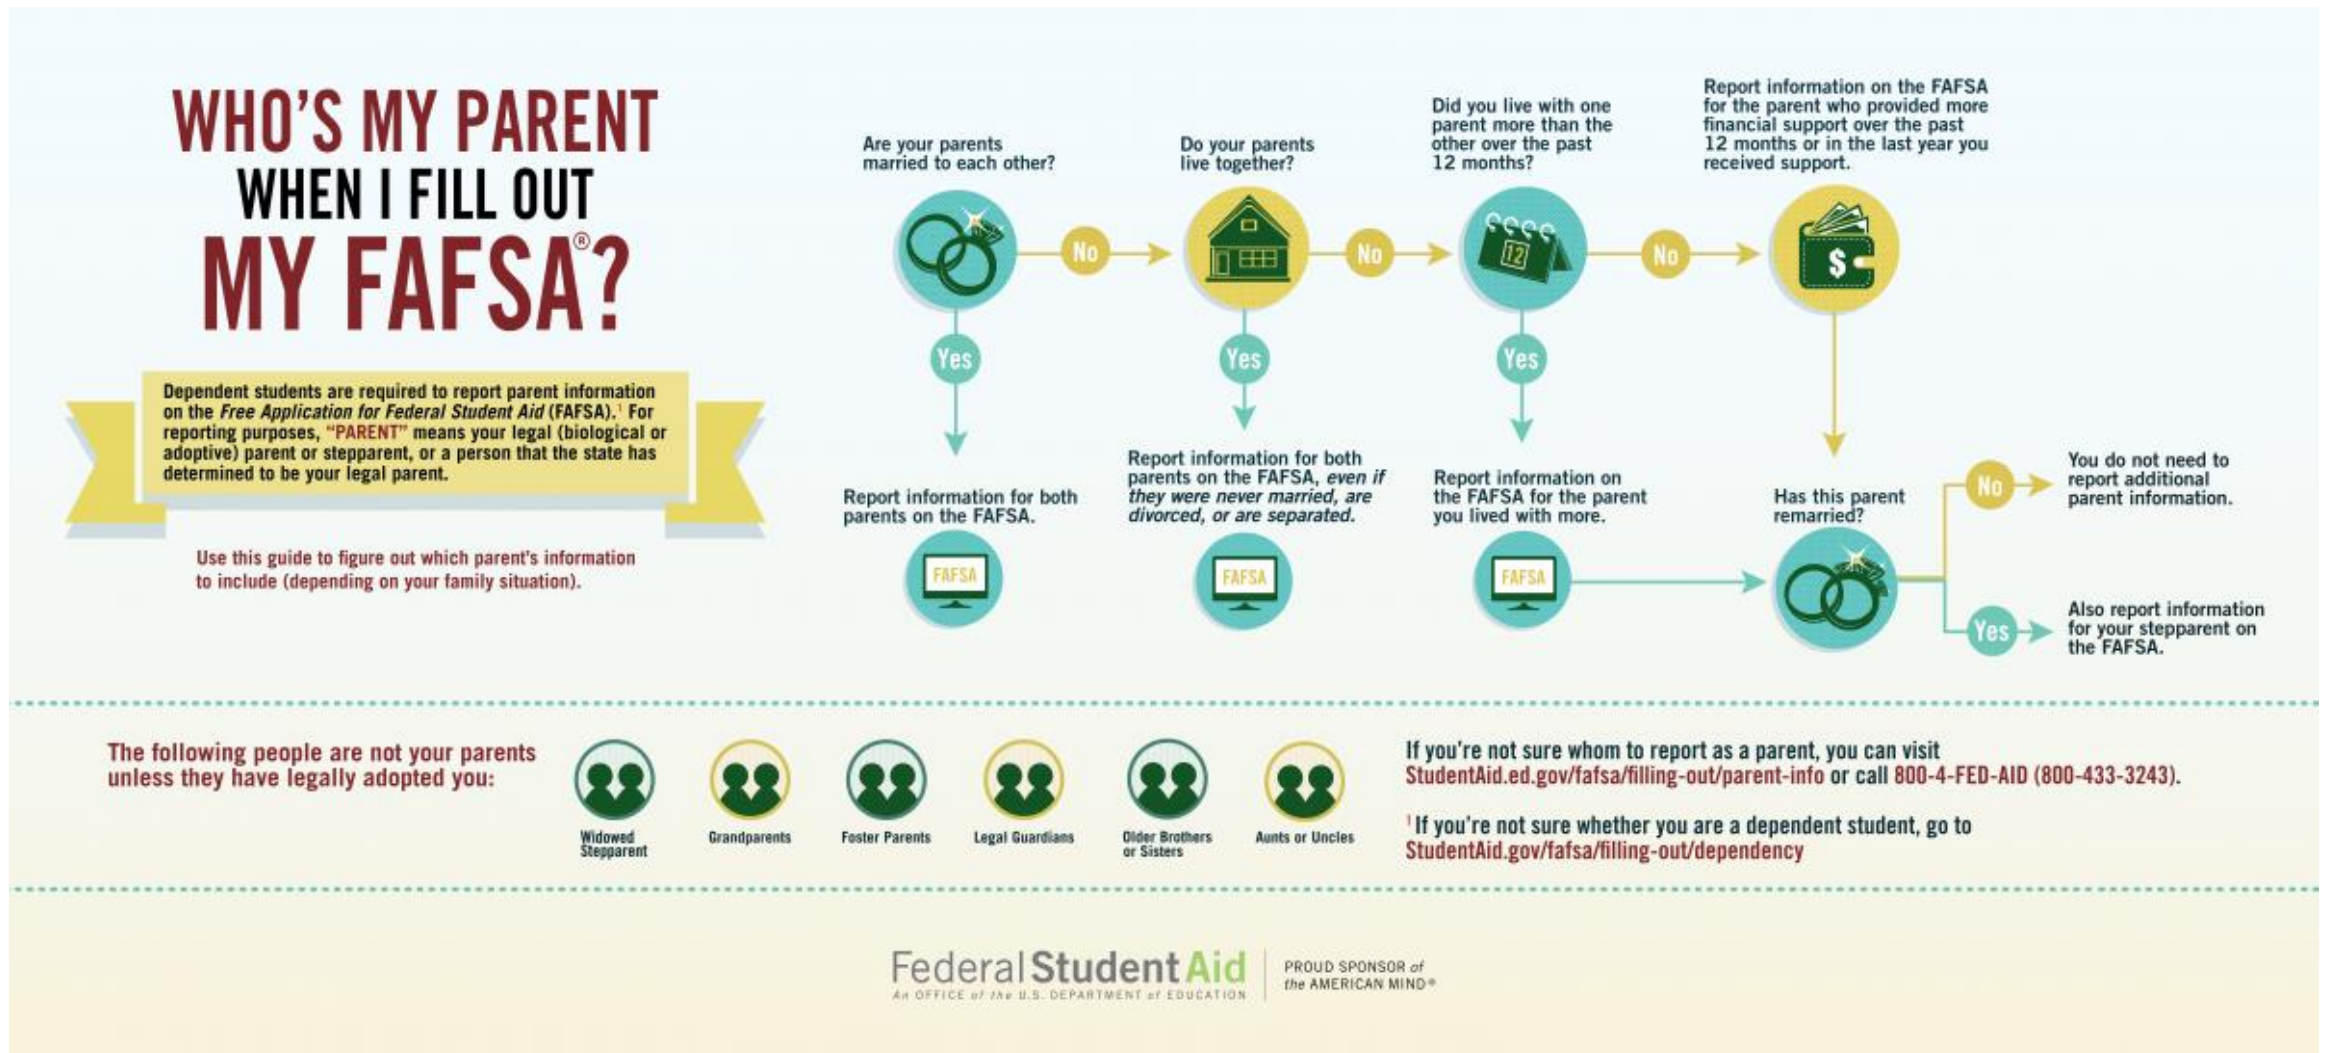 WHO'S MY PARENT
WHEN I FILL OUT
MY FAFSA®?
Dependent students are required to report parent information
on the Free Application for Federal Student Aid (FAFSA).¹ For
reporting purposes, "PARENT" means your legal (biological or
adoptive) parent or stepparent, or a person that the state has
determined to be your legal parent.
Use this guide to figure out which parent's information
to include (depending on your family situation).
Are your parents
married to each other?
No
Yes
Report information for both
parents on the FAFSA.
FAFSA
Do your parents
live together?
No
Yes
Report information for both
parents on the FAFSA, even if
they were never married, are
divorced, or are separated.
FAFSA
Did you live with one
parent more than the
other over the past
12 months?
12
No
Yes
Report information on
the FAFSA for the parent
you lived with more.
FAFSA
Report information on the FAFSA
for the parent who provided more
financial support over the past
12 months or in the last year you
received support.
$
Has this parent
remarried?
No
You do not need to
report additional
parent information.
Yes
Also report information
for your stepparent on
the FAFSA.
The following people are not your parents
unless they have legally adopted you:
Widowed
Stepparent
Grandparents
Foster Parents
Legal Guardians
Older Brothers
or Sisters
Aunts or Uncles
If you're not sure whom to report as a parent, you can visit
StudentAid.ed.gov/fafsa/filling-out/parent-info or call 800-4-FED-AID (800-433-3243).
¹ If you're not sure whether you are a dependent student, go to
StudentAid.gov/fafsa/filling-out/dependency
Federal Student Aid
An OFFICE of the U.S. DEPARTMENT of EDUCATION
PROUD SPONSOR of
the AMERICAN MIND®